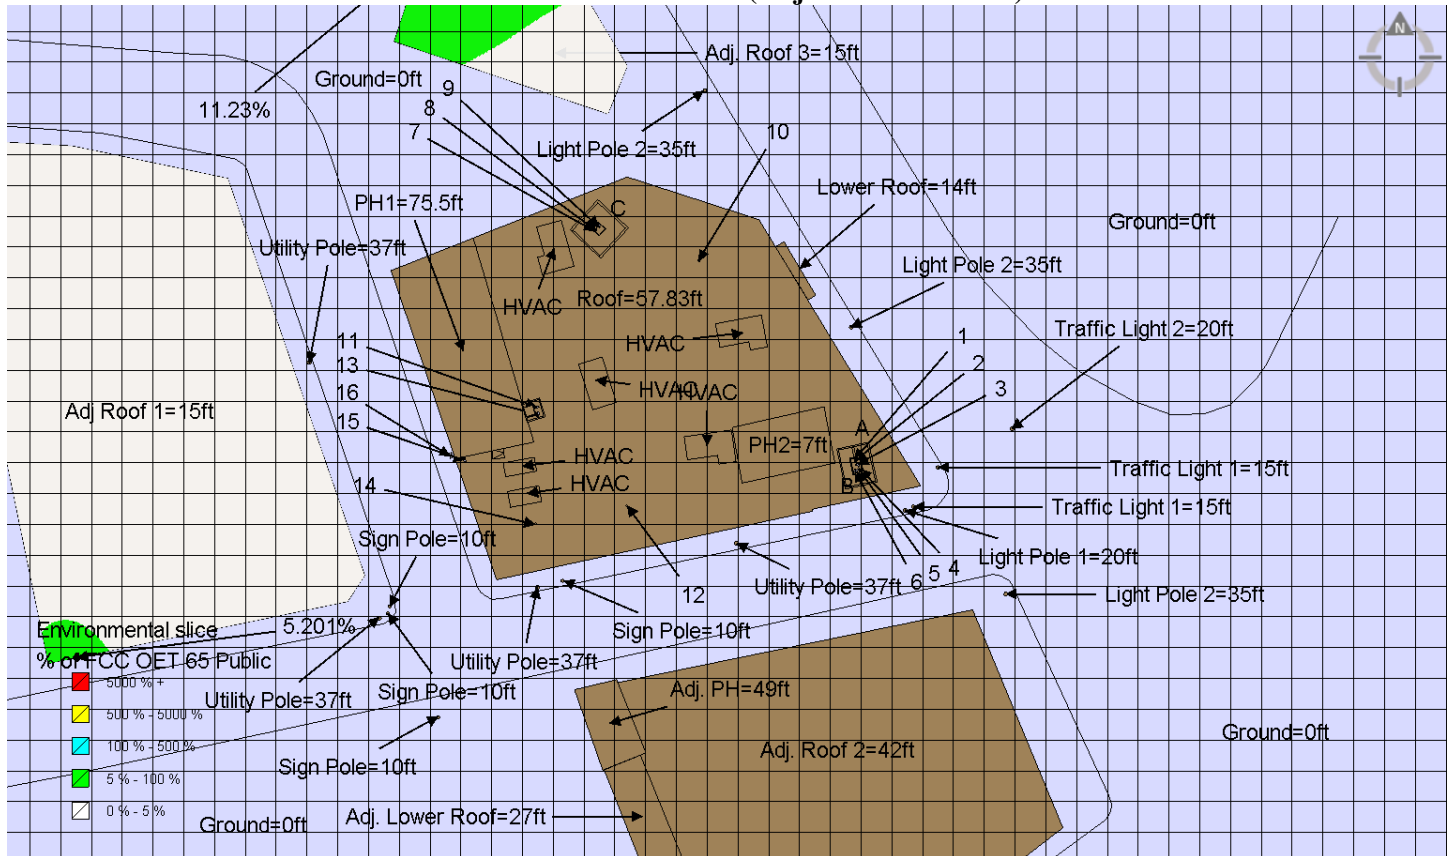 N
Adj. Roof 3=15ft
Ground=0ft
9
11.23%
8
7
10
Light Pole 2=35ft
Lower Roof=14ft
PH1=75.5ft
C
Ground=0ft
Utility Pole=37ft
Light Pole 2=35ft
Roof=57.83ft
HVAC
Traffic Light 2=20ft
11
HVAC
1
13
2
16
HVAC
HVAC
3
Adj Roof 1=15ft
15
A
PH2=7ft
HVAC
Traffic Light 1=15ft
14
HVAC
B
Traffic Light 1=15ft
Sign Pole=10ft
Light Pole 1=20ft
12
Utility Pole=37ft
6
5
4
Light Pole 2=35ft
Environmental slice
5.201%
Sign Pole=10ft
% of FCC OET 65 Public
Utility Pole=37ft
5000 % +
Utility Pole=37ft
Sign Pole=10ft
Adj. PH=49ft
500 % - 5000 %
Ground=0ft
100 % - 500 %
Adj. Roof 2=42ft
Sign Pole=10ft
5 % - 100 %
0 % - 5 %
Ground=0ft
Adj. Lower Roof=27ft